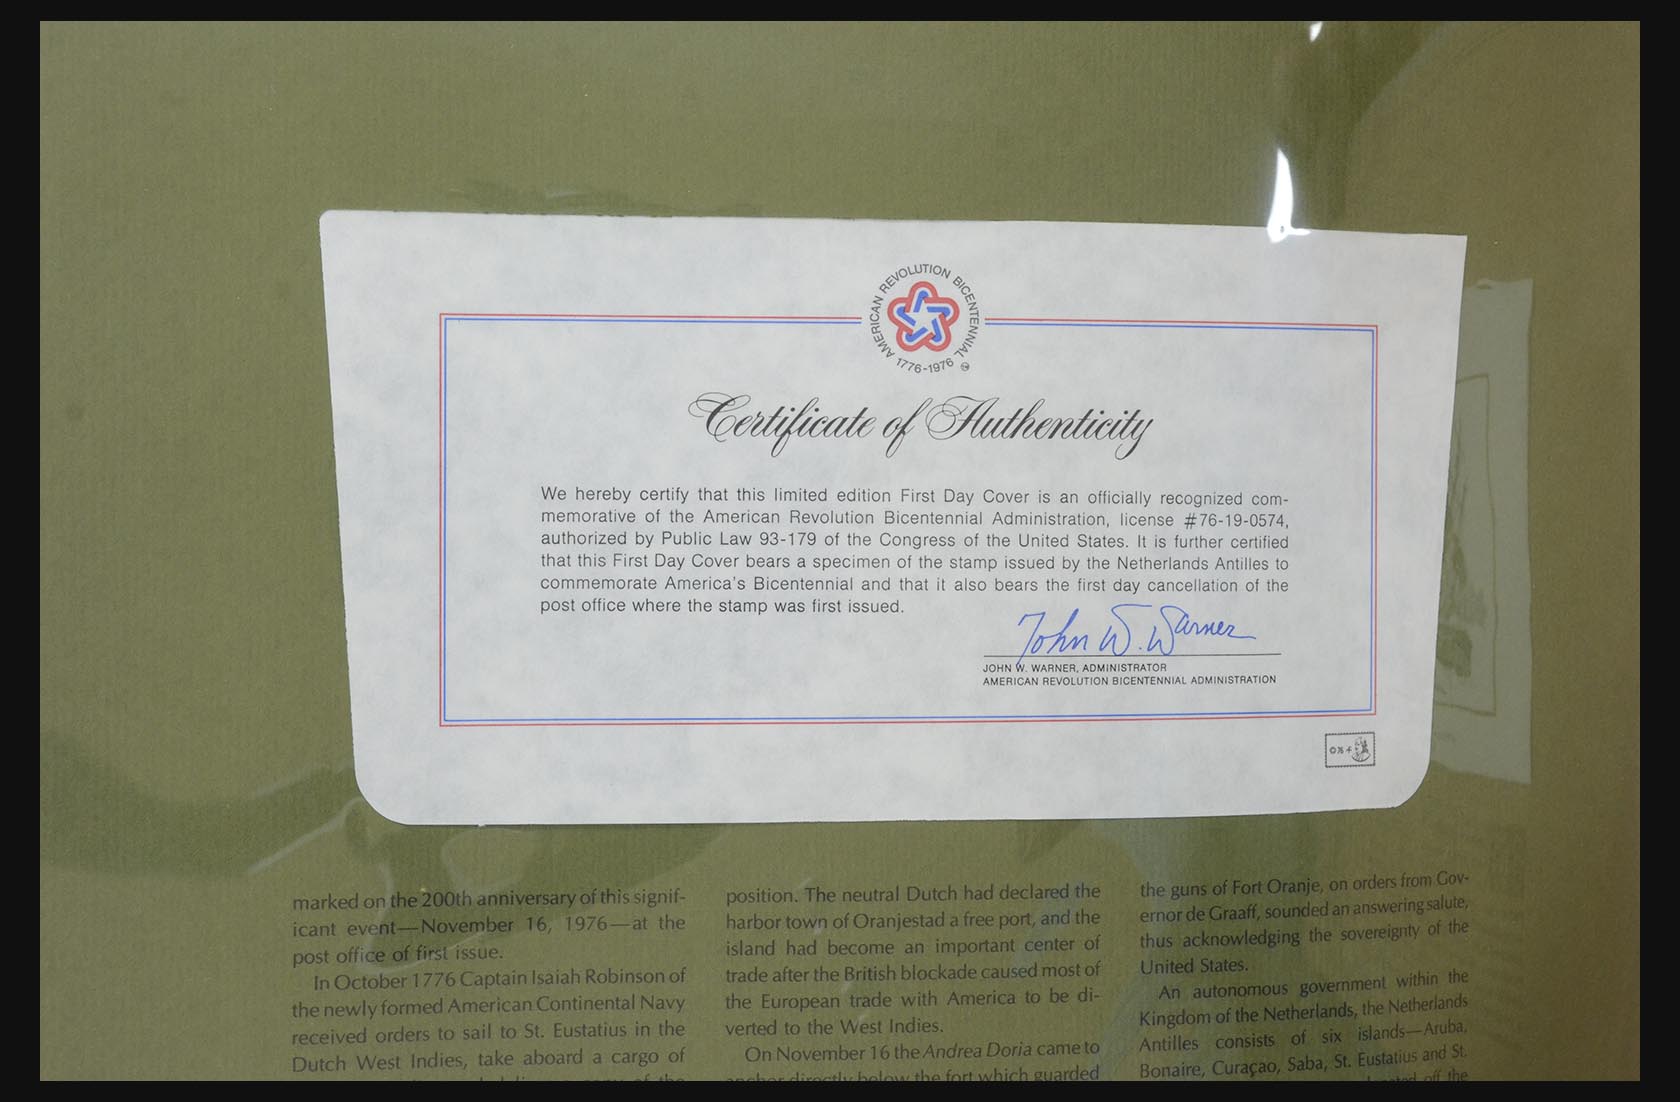 AMERICAN REVOLUTION BICENTENNIAL
1776-1976
Certificate of Authenticity
We hereby certify that this limited edition First Day Cover is an officially recognized com-
memorative of the American Revolution Bicentennial Administration, license #76-19-0574,
authorized by Public Law 93-179 of the Congress of the United States. It is further certified
that this First Day Cover bears a specimen of the stamp issued by the Netherlands Antilles to
commemorate America's Bicentennial and that it also bears the first day cancellation of the
post office where the stamp was first issued.
John W. Warner
JOHN W. WARNER, ADMINISTRATOR
AMERICAN REVOLUTION BICENTENNIAL ADMINISTRATION
marked on the 200th anniversary of this signif-
icant event—November 16, 1976—at the
post office of first issue.
In October 1776 Captain Isaiah Robinson of
the newly formed American Continental Navy
received orders to sail to St. Eustatius in the
Dutch West Indies, take aboard a cargo of
of the
position. The neutral Dutch had declared the
harbor town of Oranjestad a free port, and the
island had become an important center of
trade after the British blockade caused most of
the European trade with America to be di-
verted to the West Indies.
On November 16 the Andrea Doria came to
anchor directly below the fort which guarded
the guns of Fort Oranje, on orders from Gov-
ernor de Graaff, sounded an answering salute,
thus acknowledging the sovereignty of the
United States.
An autonomous government within the
Kingdom of the Netherlands, the Netherlands
Antilles consists of six islands—Aruba,
Bonaire, Curaçao, Saba, St. Eustatius and St.
off the